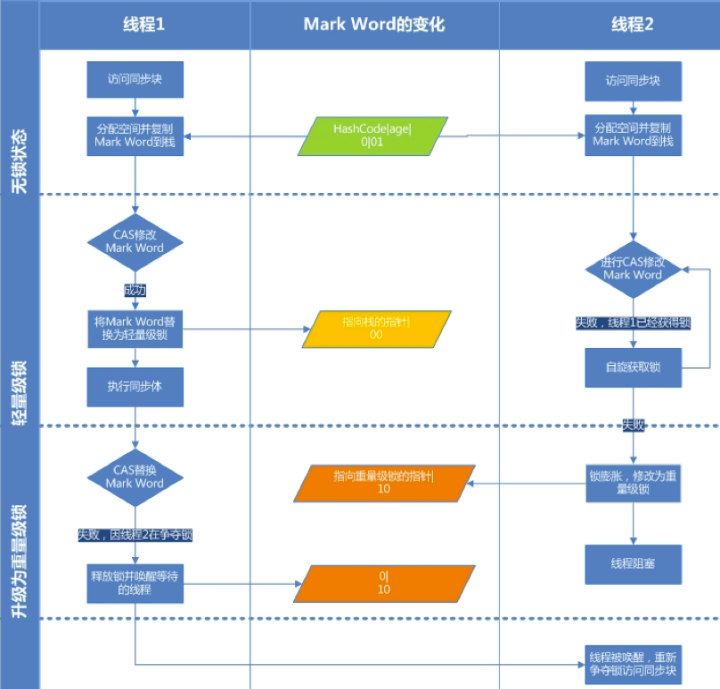 线程1
Mark Word的变化
线程2
无锁状态
访问同步块
访问同步块
分配空间并复制
Mark Word到栈
HashCode|age|
0|01
分配空间并复制
Mark Word到栈
轻量级锁
CAS修改
Mark Word
进行CAS修改
Mark Word
成功
将Mark Word替
换为轻量级锁
指向栈的指针|
00
失败，线程1已经获得锁
执行同步体
自旋获取锁
失败
升级为重量级锁
CAS替换
Mark Word
指向重量级锁的指针|
10
锁膨胀，修改为重
量级锁
失败，因线程2在争夺锁
释放锁并唤醒等待
的线程
0|
10
线程阻塞
线程被唤醒，重新
争夺锁访问同步块